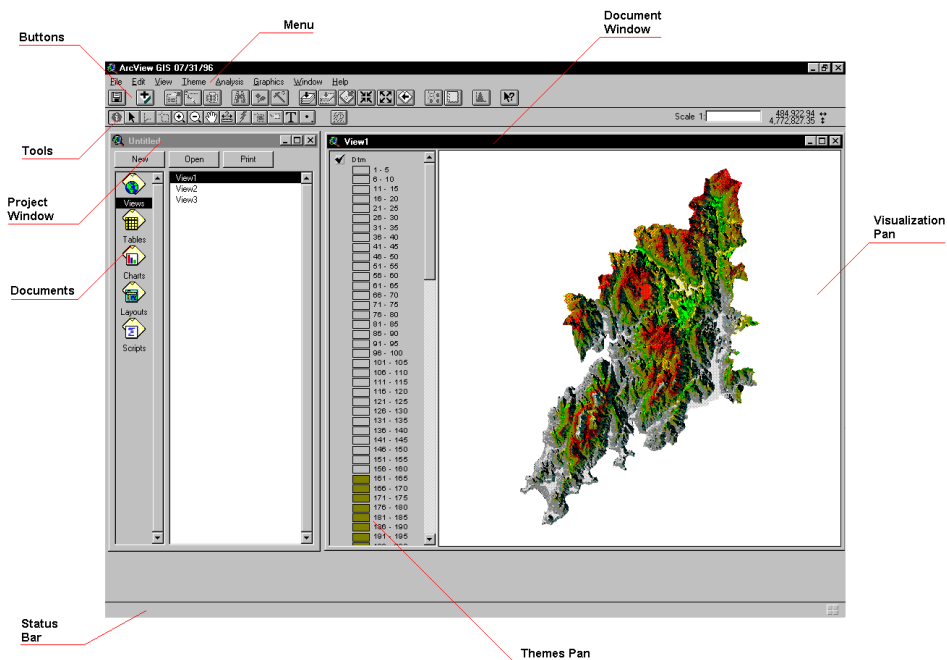 Document
Window
Menu
Buttons
ArcView GIS 07/31/96
File Edit View Theme Analysis Graphics Window Help
Scale 1:
484,922.94
4,772,827.35
Tools
Untitled
New Open Print
Views
Tables
Charts
Layouts
Scripts
View1
View2
View3
Project
Window
Documents
View1
Dtm
1 - 5
6 - 10
11 - 15
16 - 20
21 - 25
26 - 30
31 - 35
36 - 40
41 - 45
46 - 50
51 - 55
56 - 60
61 - 65
66 - 70
71 - 75
76 - 80
81 - 85
86 - 90
91 - 95
96 - 100
101 - 105
106 - 110
111 - 115
116 - 120
121 - 125
126 - 130
131 - 135
136 - 140
141 - 145
146 - 150
151 - 155
156 - 160
161 - 165
166 - 170
171 - 175
176 - 180
181 - 185
186 - 190
191 - 195
Visualization
Pan
Status
Bar
Themes Pan